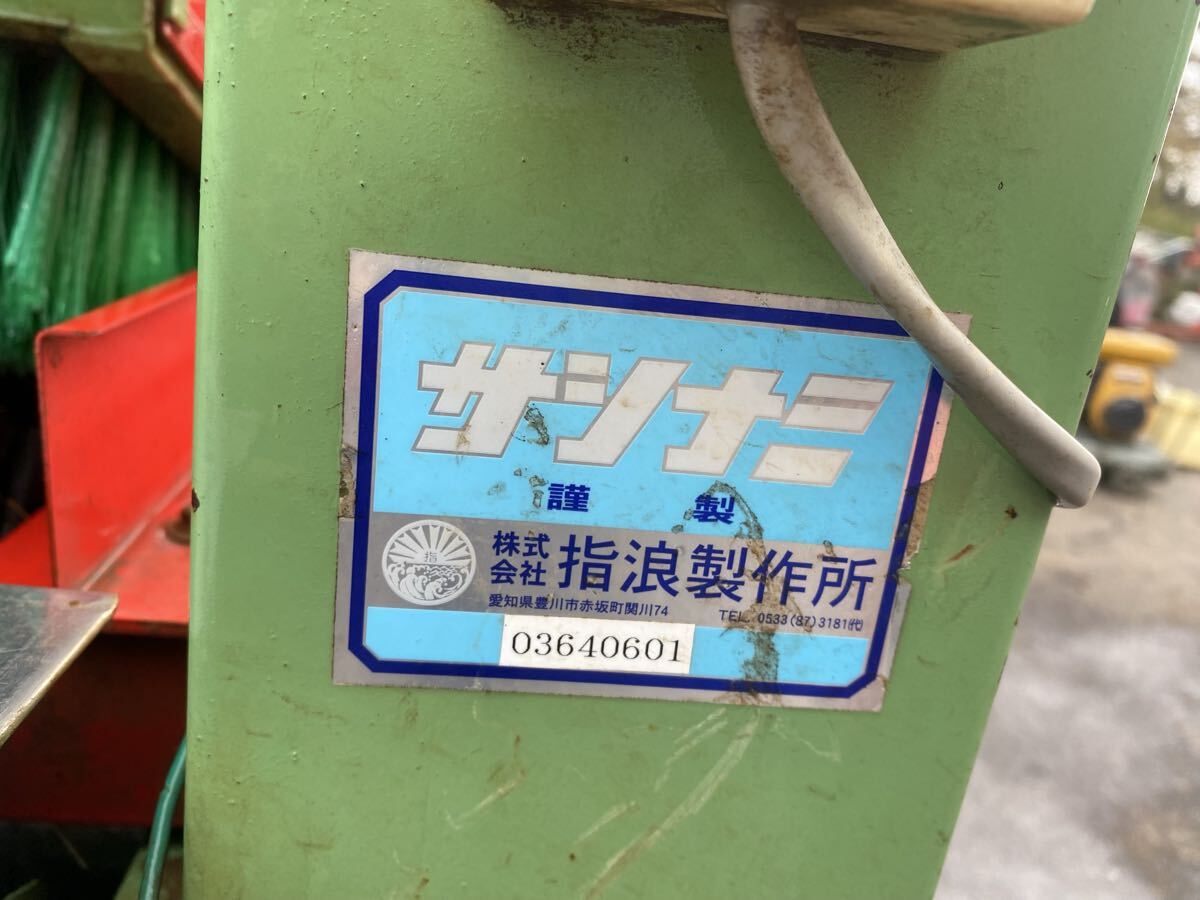 サシナミ
謹製
指
株式会社 指浪製作所
愛知県豊川市赤坂町関川74 TEL. 0533(87)3181(代)
03640601